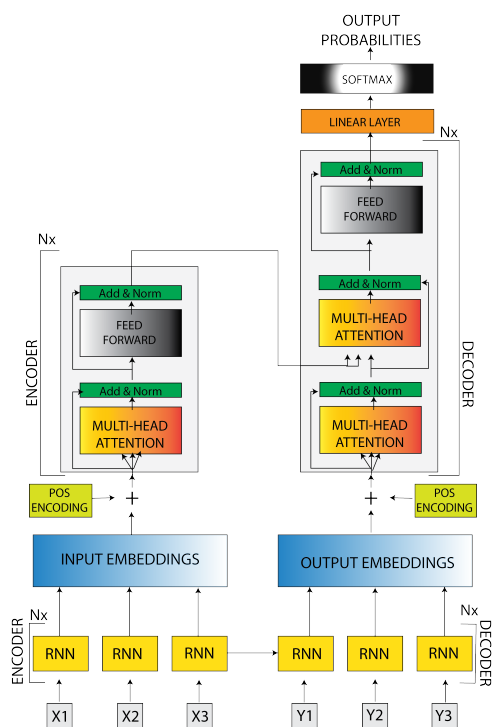 OUTPUT
PROBABILITIES
SOFTMAX
LINEAR LAYER
Nx
Add & Norm
FEED
FORWARD
Nx
Add & Norm
Add & Norm
FEED
FORWARD
MULTI-HEAD
ATTENTION
ENCODER
DECODER
Add & Norm
Add & Norm
MULTI-HEAD
ATTENTION
MULTI-HEAD
ATTENTION
POS
ENCODING
+
+
POS
ENCODING
INPUT EMBEDDINGS
OUTPUT EMBEDDINGS
Nx
Nx
ENCODER
RNN
RNN
RNN
RNN
RNN
RNN
DECODER
X1
X2
X3
Y1
Y2
Y3